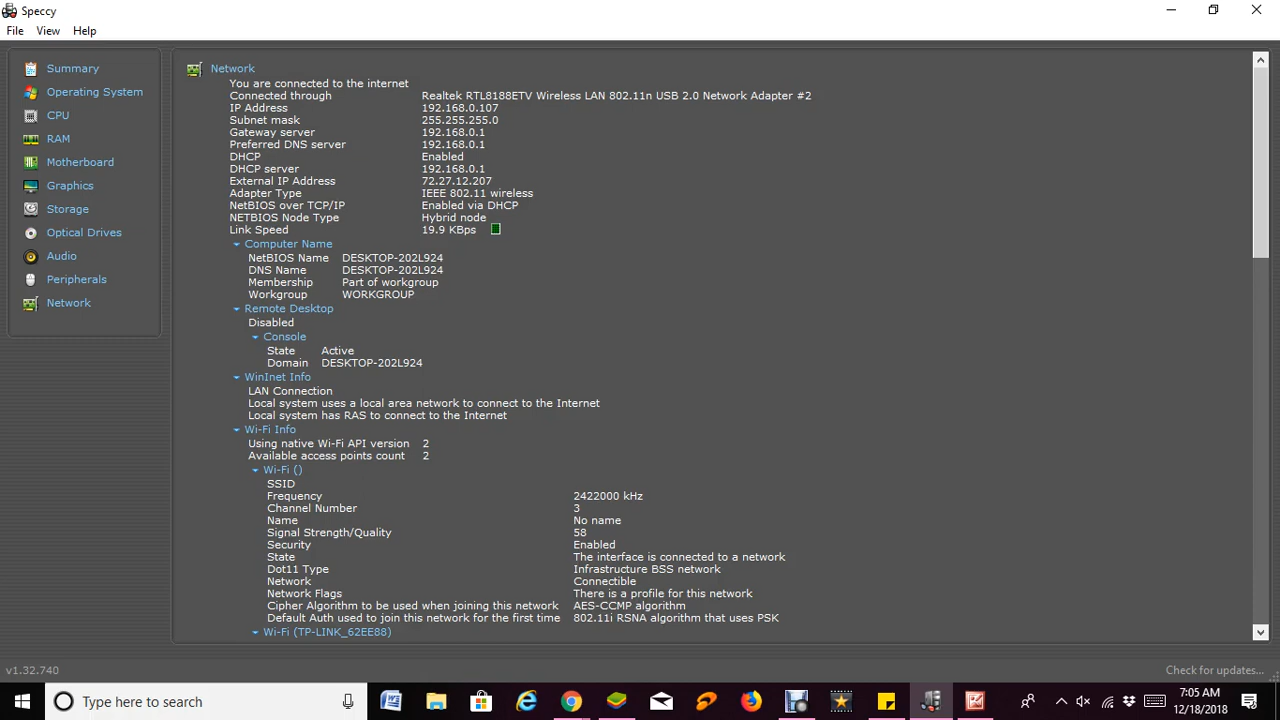 Speccy
File View Help
Summary
Operating System
CPU
RAM
Motherboard
Graphics
Storage
Optical Drives
Audio
Peripherals
Network
Network
You are connected to the internet
Connected through Realtek RTL8188ETV Wireless LAN 802.11n USB 2.0 Network Adapter #2
IP Address 192.168.0.107
Subnet mask 255.255.255.0
Gateway server 192.168.0.1
Preferred DNS server 192.168.0.1
DHCP Enabled
DHCP server 192.168.0.1
External IP Address 72.27.12.207
Adapter Type IEEE 802.11 wireless
NetBIOS over TCP/IP Enabled via DHCP
NETBIOS Node Type Hybrid node
Link Speed 19.9 KBps
Computer Name
NetBIOS Name DESKTOP-202L924
DNS Name DESKTOP-202L924
Membership Part of workgroup
Workgroup WORKGROUP
Remote Desktop
Disabled
Console
State Active
Domain DESKTOP-202L924
WinInet Info
LAN Connection
Local system uses a local area network to connect to the Internet
Local system has RAS to connect to the Internet
Wi-Fi Info
Using native Wi-Fi API version 2
Available access points count 2
Wi-Fi ()
SSID
Frequency 2422000 kHz
Channel Number 3
Name No name
Signal Strength/Quality 58
Security Enabled
State The interface is connected to a network
Dot11 Type Infrastructure BSS network
Network Connectible
Network Flags There is a profile for this network
Cipher Algorithm to be used when joining this network AES-CCMP algorithm
Default Auth used to join this network for the first time 802.11i RSNA algorithm that uses PSK
Wi-Fi (TP-LINK_62EE88)
v1.32.740 Check for updates...
Type here to search
7:05 AM
12/18/2018